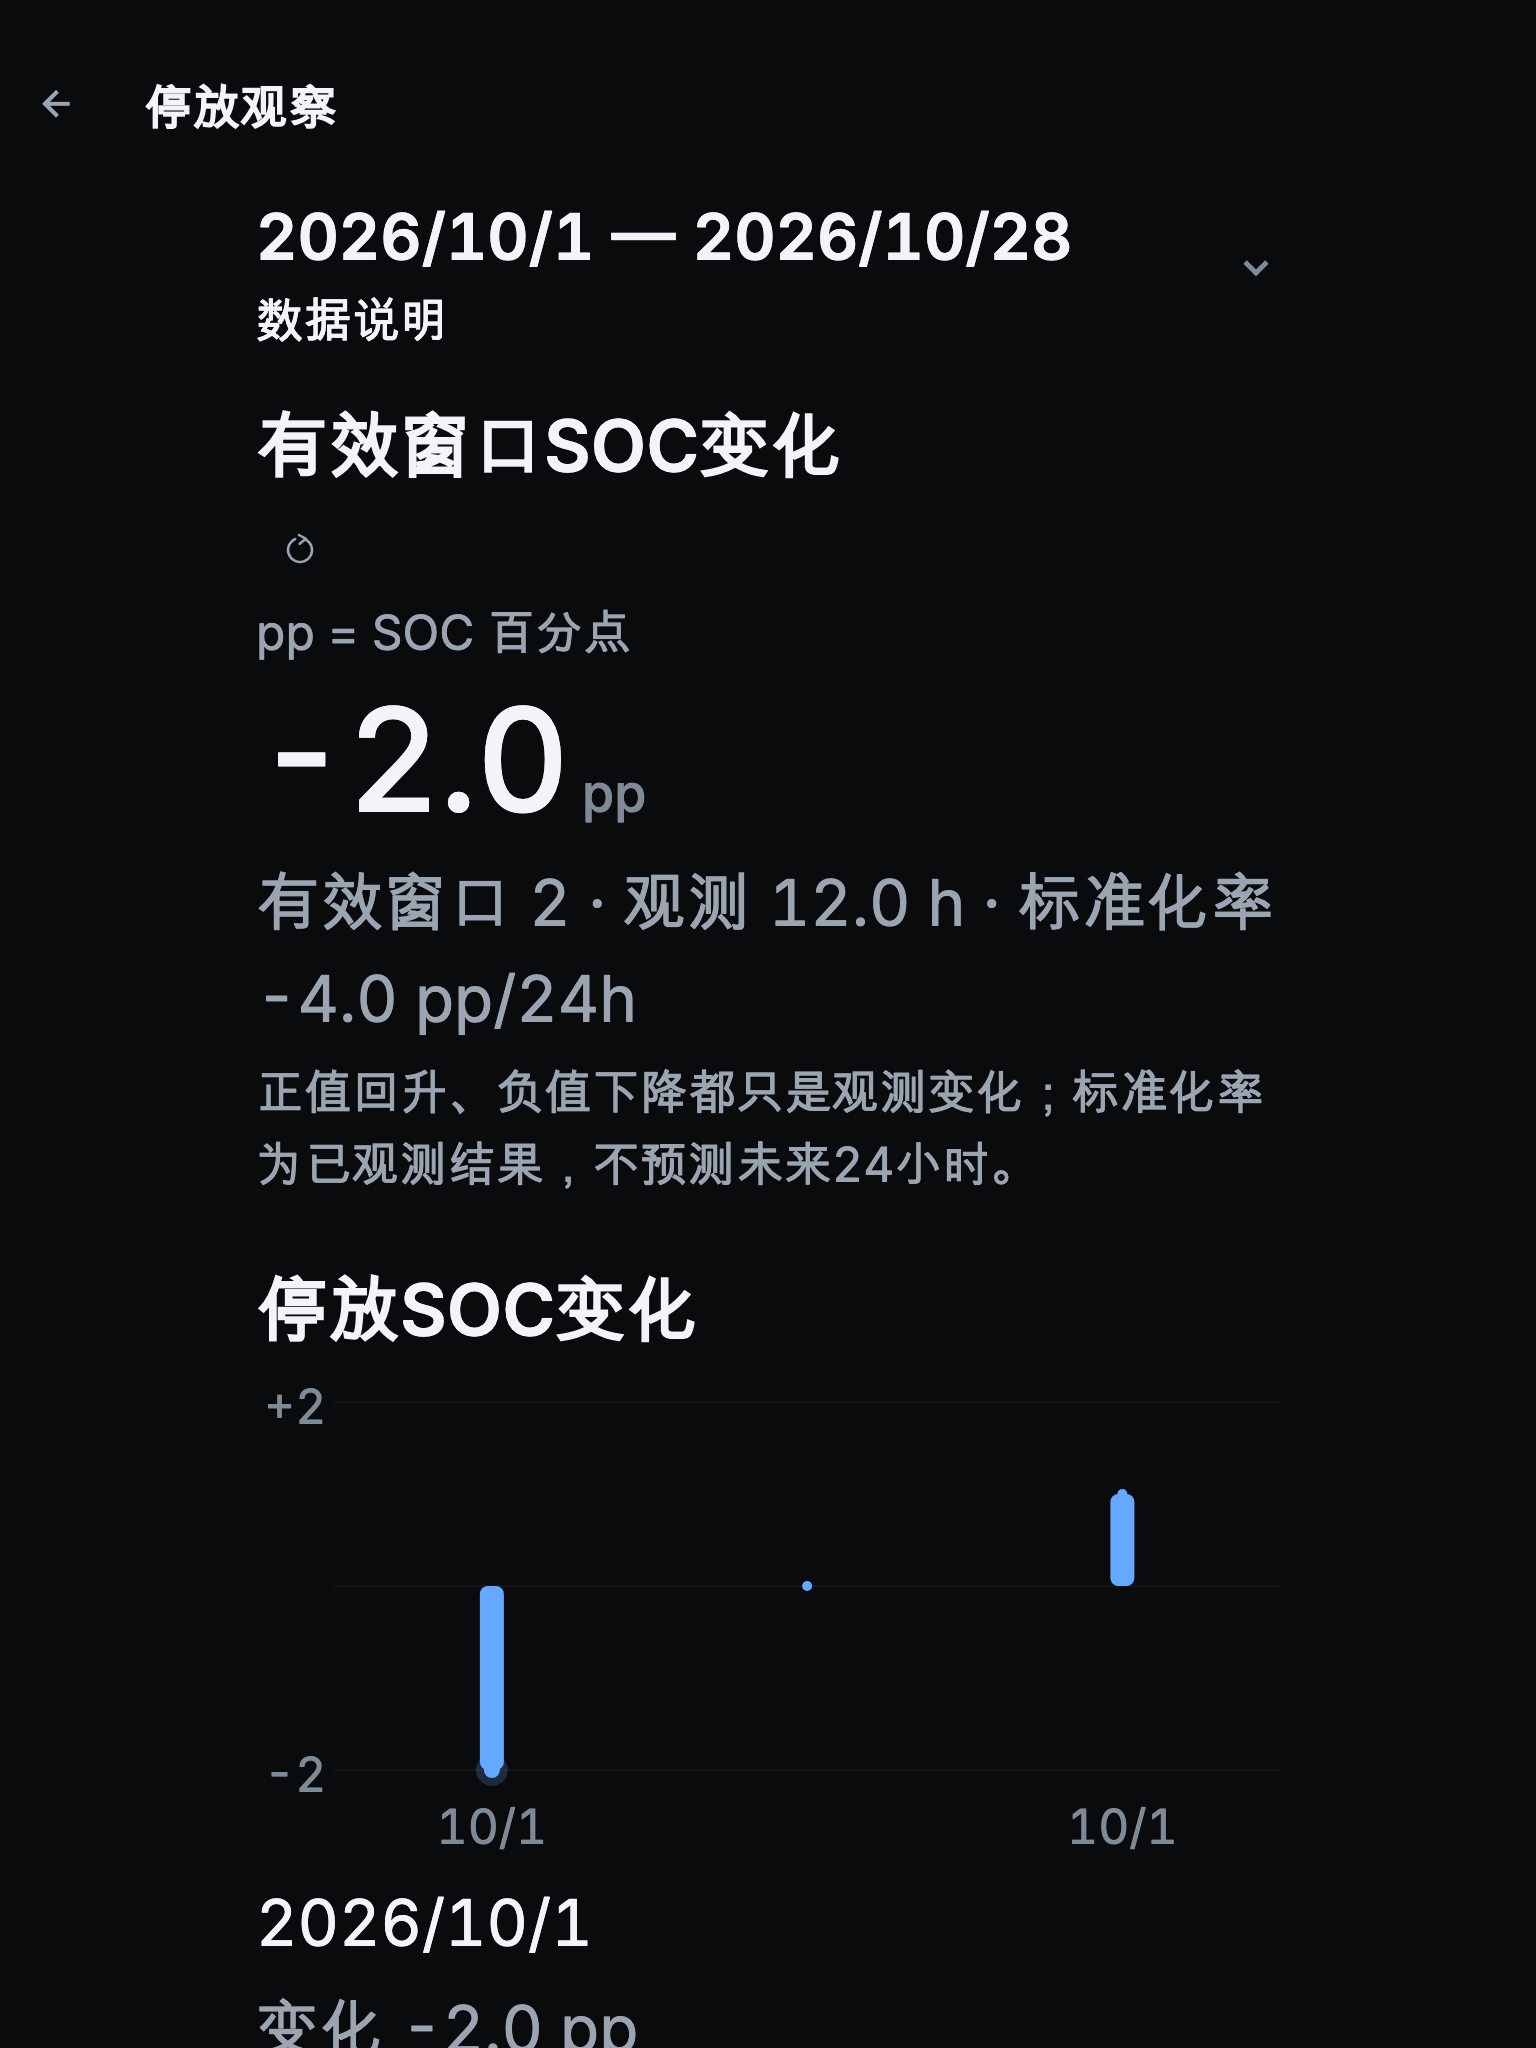 停放观察
2026/10/1 — 2026/10/28
数据说明
有效窗口SOC变化
pp = SOC 百分点
-2.0 pp
有效窗口 2 · 观测 12.0 h · 标准化率
-4.0 pp/24h
正值回升、负值下降都只是观测变化；标准化率
为已观测结果，不预测未来24小时。
停放SOC变化
+2
-2
10/1 10/1
2026/10/1
变化 -2.0 pp